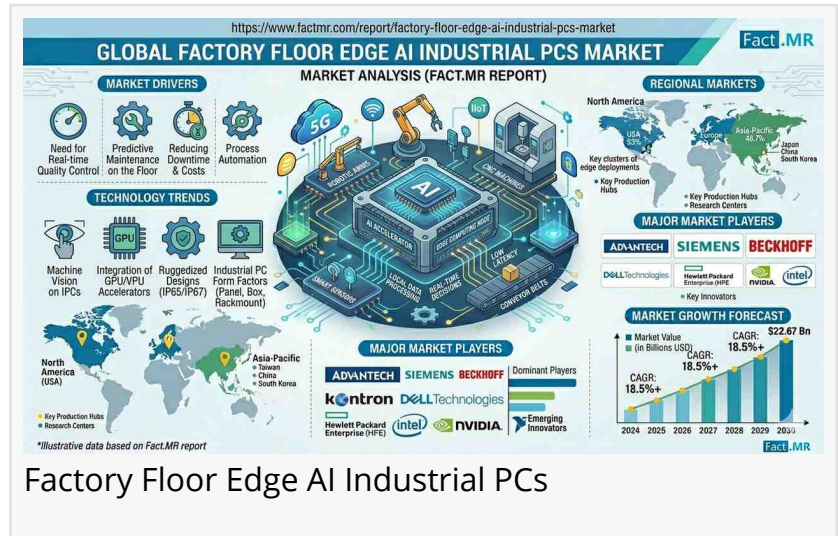 https://www.factmr.com/report/factory-floor-edge-ai-industrial-pcs-market
GLOBAL FACTORY FLOOR EDGE AI INDUSTRIAL PCS MARKET
Fact.MR
MARKET ANALYSIS (FACT.MR REPORT)
MARKET DRIVERS
Need for
Real-time
Quality Control
Predictive
Maintenance
on the Floor
Reducing
Downtime
& Costs
Process
Automation
TECHNOLOGY TRENDS
GPU
Machine
Vision
on IPCs
Integration of
GPU/VPU
Accelerators
Ruggedized
Designs
(IP65/IP67)
Industrial PC
Form Factors
(Panel, Box,
Rackmount)
North
America
(USA)
Asia-Pacific
Taiwan
China
South Korea
Key Production Hubs
Research Centers
*Illustrative data based on Fact.MR report
5G
IIoT
ROBOTIC ARMS
CNC MACHINES
AI
AI ACCELERATOR
EDGE COMPUTING NODE
SMART SENSORS
LOCAL DATA
PROCESSING
REAL-TIME
DECISIONS
LOW
LATENCY
CONVEYOR BELTS
MAJOR MARKET PLAYERS
ADVANTECH SIEMENS BECKHOFF
kontron DELLTechnologies
Hewlett Packard
Enterprise (HFE)
intel
NVIDIA.
Dominant Players
Emerging
Innovators
REGIONAL MARKETS
North America
USA
53%
Europe
Asia-Pacific
48.7%
Japan
China
South Korea
Key clusters of
edge deployments
Key Production
Hubs
Key Production Hubs
Research Centers
MAJOR MARKET PLAYERS
ADVANTECH SIEMENS BECKHOFF
DELLTechnologies
Hewlett Packard
Enterprise (HPE
NVIDIA.
intel
Key Innovators
MARKET GROWTH FORECAST
Market Value
(in Billions USD)
CAGR:
18.5%+
CAGR:
18.5%+
CAGR:
18.5%+
$22.67 Bn
2024 2025 2026 2027 2028 2029 2030
Fact.MR
Factory Floor Edge AI Industrial PCs